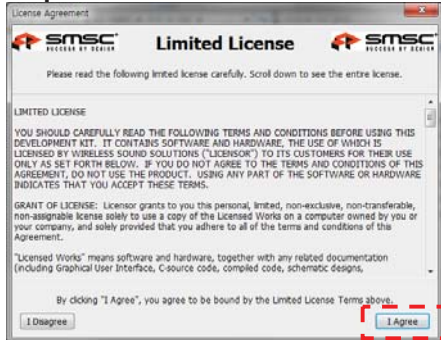 License Agreement
SMSC
SUCCESS BY DESIGN
Limited License
SMSC
SUCCESS BY DESIGN
Please read the following limited license carefully. Scroll down to see the entire license.
LIMITED LICENSE
YOU SHOULD CAREFULLY READ THE FOLLOWING TERMS AND CONDITIONS BEFORE USING THIS
DEVELOPMENT KIT. IT CONTAINS SOFTWARE AND HARDWARE, THE USE OF WHICH IS
LICENSED BY WIRELESS SOUND SOLUTIONS ("LICENSOR") TO ITS CUSTOMERS FOR THEIR USE
ONLY AS SET FORTH BELOW. IF YOU DO NOT AGREE TO THE TERMS AND CONDITIONS OF THIS
AGREEMENT, DO NOT USE THE PRODUCT. USING ANY PART OF THE SOFTWARE OR HARDWARE
INDICATES THAT YOU ACCEPT THESE TERMS.
GRANT OF LICENSE: Licensor grants to you this personal, limited, non-exclusive, non-transferable,
non-assignable license solely to use a copy of the Licensed Works on a computer owned by you or
your company, and solely provided that you adhere to all of the terms and conditions of this
Agreement.
"Licensed Works" means software and hardware, together with any related documentation
(including Graphical User Interface, C-source code, compiled code, schematic designs,
By clicking "I Agree", you agree to be bound by the Limited License Terms above.
I Disagree
I Agree